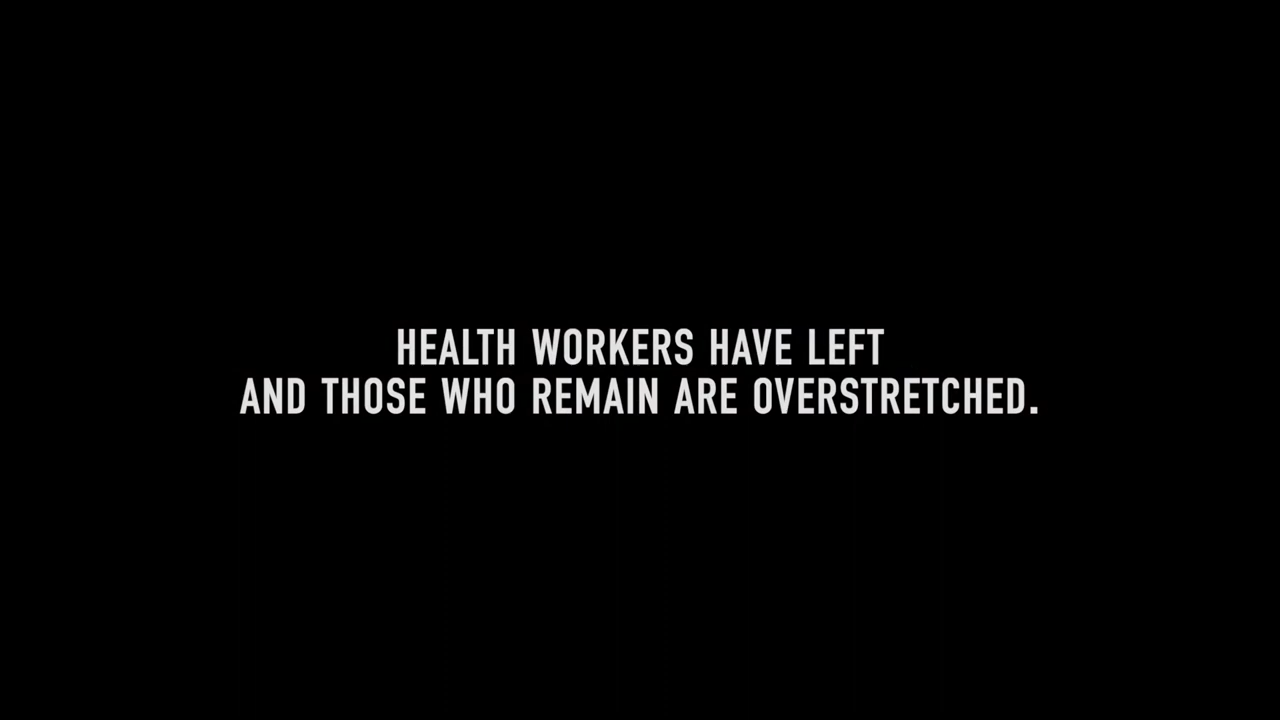 HEALTH WORKERS HAVE LEFT
AND THOSE WHO REMAIN ARE OVERSTRETCHED.